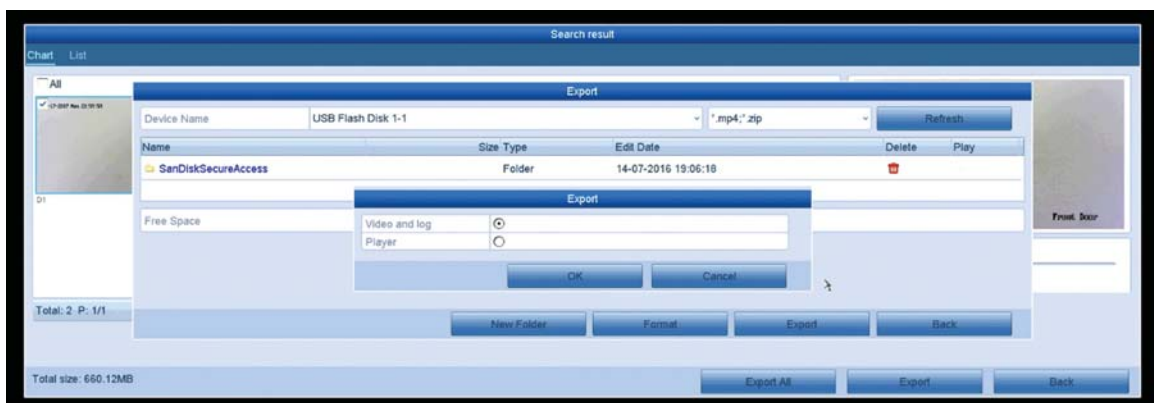 Search result
Chart List
All
Export
Device Name USB Flash Disk 1-1 *.mp4;*.zip Refresh
Name Size Type Edit Date Delete Play
SanDiskSecureAccess Folder 14-07-2016 19:06:18
D1
Export
Free Space
Video and log
Player
Front Door
OK Cancel
Total: 2 P: 1/1
New Folder Format Export Back
Total size: 660.12MB
Export All Export Back